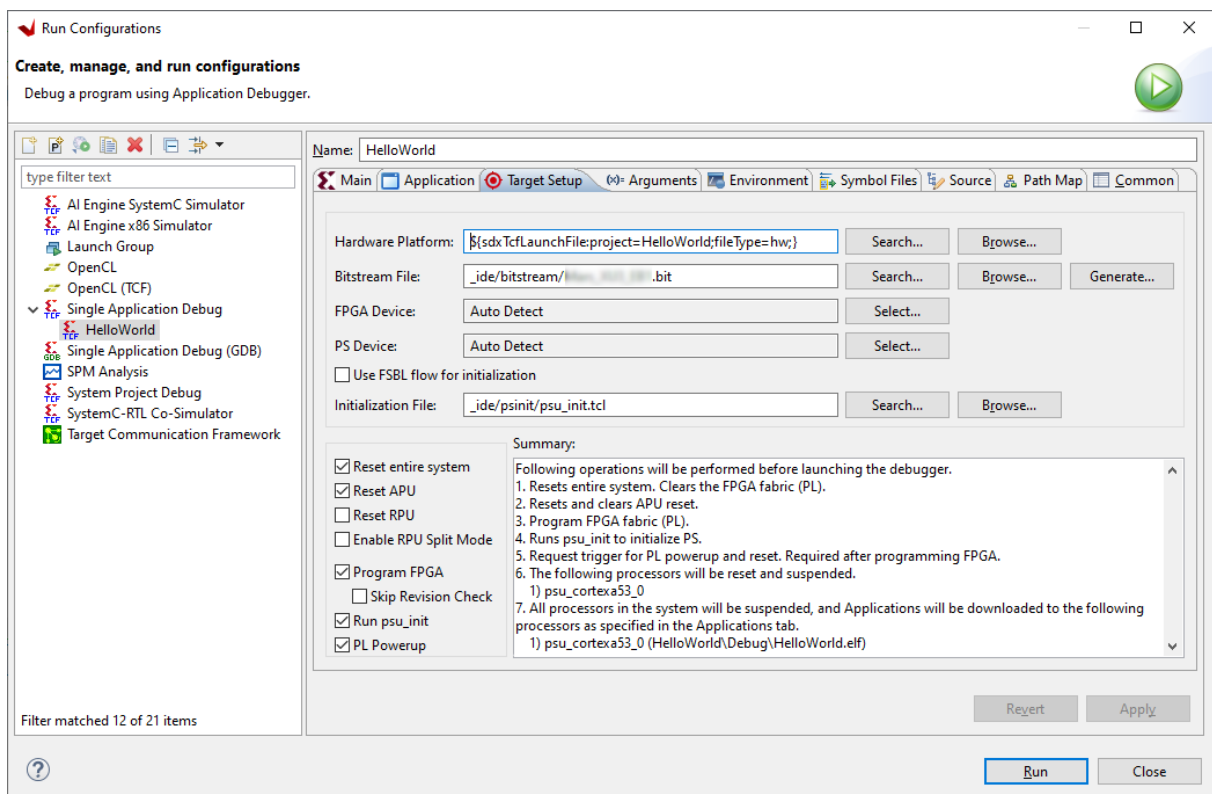 Run Configurations
Create, manage, and run configurations
Debug a program using Application Debugger.
type filter text
AI Engine SystemC Simulator
AI Engine x86 Simulator
Launch Group
OpenCL
OpenCL (TCF)
Single Application Debug
HelloWorld
Single Application Debug (GDB)
SPM Analysis
System Project Debug
SystemC-RTL Co-Simulator
Target Communication Framework
Filter matched 12 of 21 items
Name: HelloWorld
Main Application Target Setup (x)= Arguments Environment Symbol Files Source Path Map Common
Hardware Platform: ${sdxTcfLaunchFile:project=HelloWorld;fileType=hw;} Search... Browse...
Bitstream File: _ide/bitstream/ .bit Search... Browse... Generate...
FPGA Device: Auto Detect Select...
PS Device: Auto Detect Select...
Use FSBL flow for initialization
Initialization File: _ide/psinit/psu_init.tcl Search... Browse...
Reset entire system
Reset APU
Reset RPU
Enable RPU Split Mode
Program FPGA
Skip Revision Check
Run psu_init
PL Powerup
Summary:
Following operations will be performed before launching the debugger.
1. Resets entire system. Clears the FPGA fabric (PL).
2. Resets and clears APU reset.
3. Program FPGA fabric (PL).
4. Runs psu_init to initialize PS.
5. Request trigger for PL powerup and reset. Required after programming FPGA.
6. The following processors will be reset and suspended.
1) psu_cortexa53_0
7. All processors in the system will be suspended, and Applications will be downloaded to the following
processors as specified in the Applications tab.
1) psu_cortexa53_0 (HelloWorld\Debug\HelloWorld.elf)
Revert Apply
Run Close